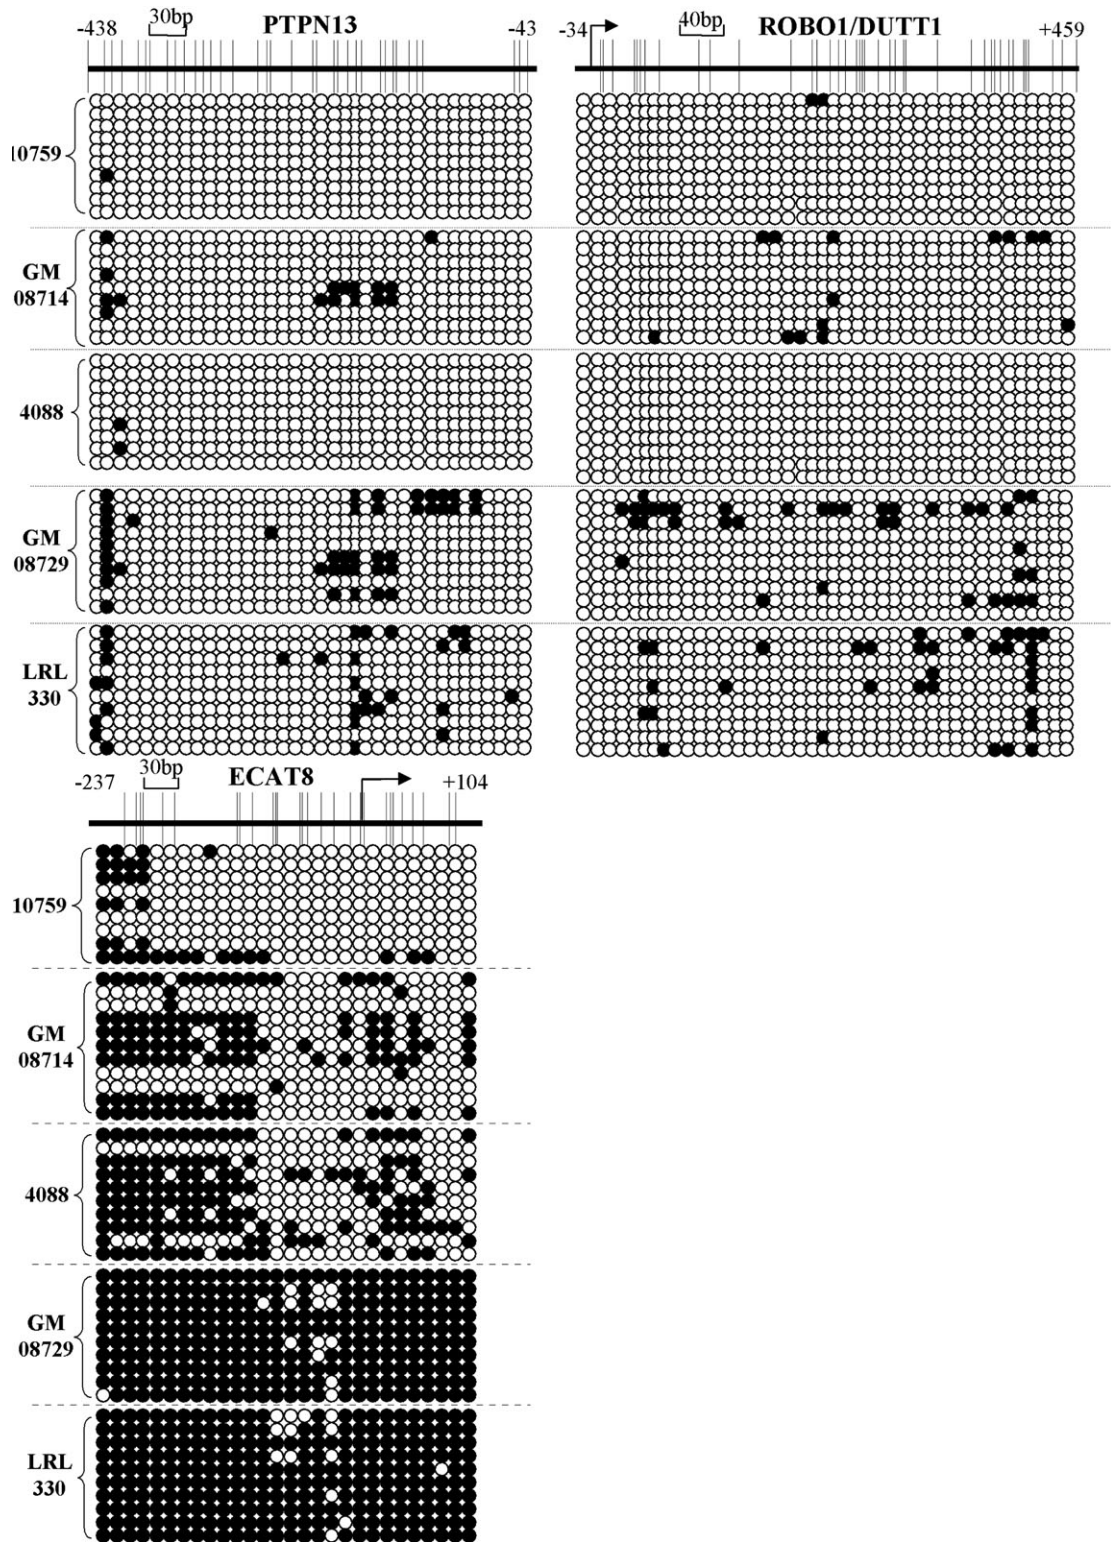 -438 30bp PTPN13 -43
-34 40bp ROBO1/DUTT1 +459
10759
GM
08714
4088
GM
08729
LRL
330
-237 30bp ECAT8 +104
10759
GM
08714
4088
GM
08729
LRL
330